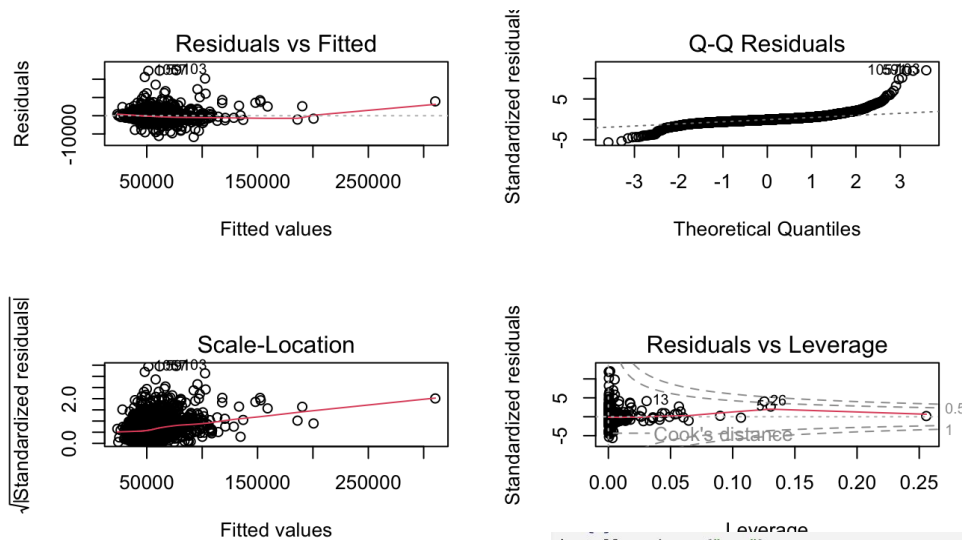 Residuals vs Fitted
Residuals
-10000
50000 150000 250000
Fitted values
Q-Q Residuals
Standardized residuals
5
-5
-3 -2 -1 0 1 2 3
Theoretical Quantiles
Scale-Location
√|Standardized residuals|
2.0
0.0
50000 150000 250000
Fitted values
Residuals vs Leverage
Standardized residuals
5
-5
13
26
Cook's distance
0.5
1
0.00 0.05 0.10 0.15 0.20 0.25
Leverage